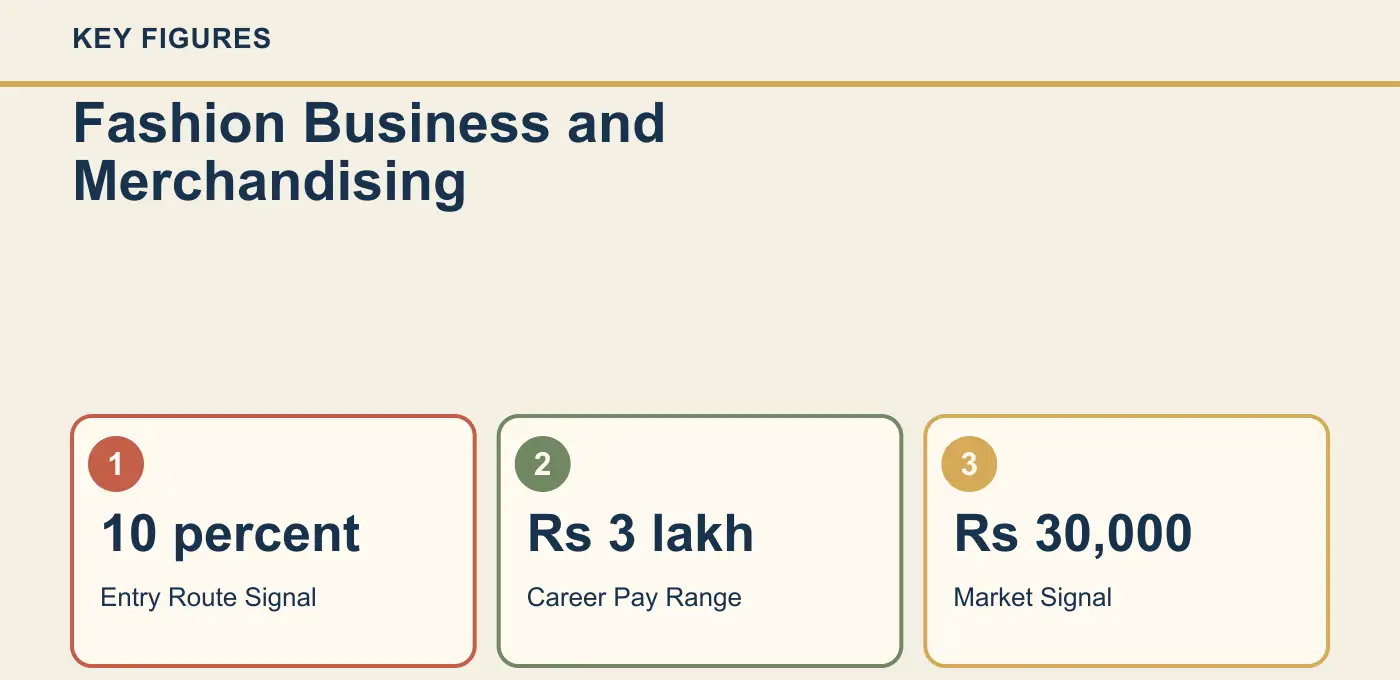 KEY FIGURES
Fashion Business and
Merchandising
1
10 percent
Entry Route Signal
2
Rs 3 lakh
Career Pay Range
3
Rs 30,000
Market Signal